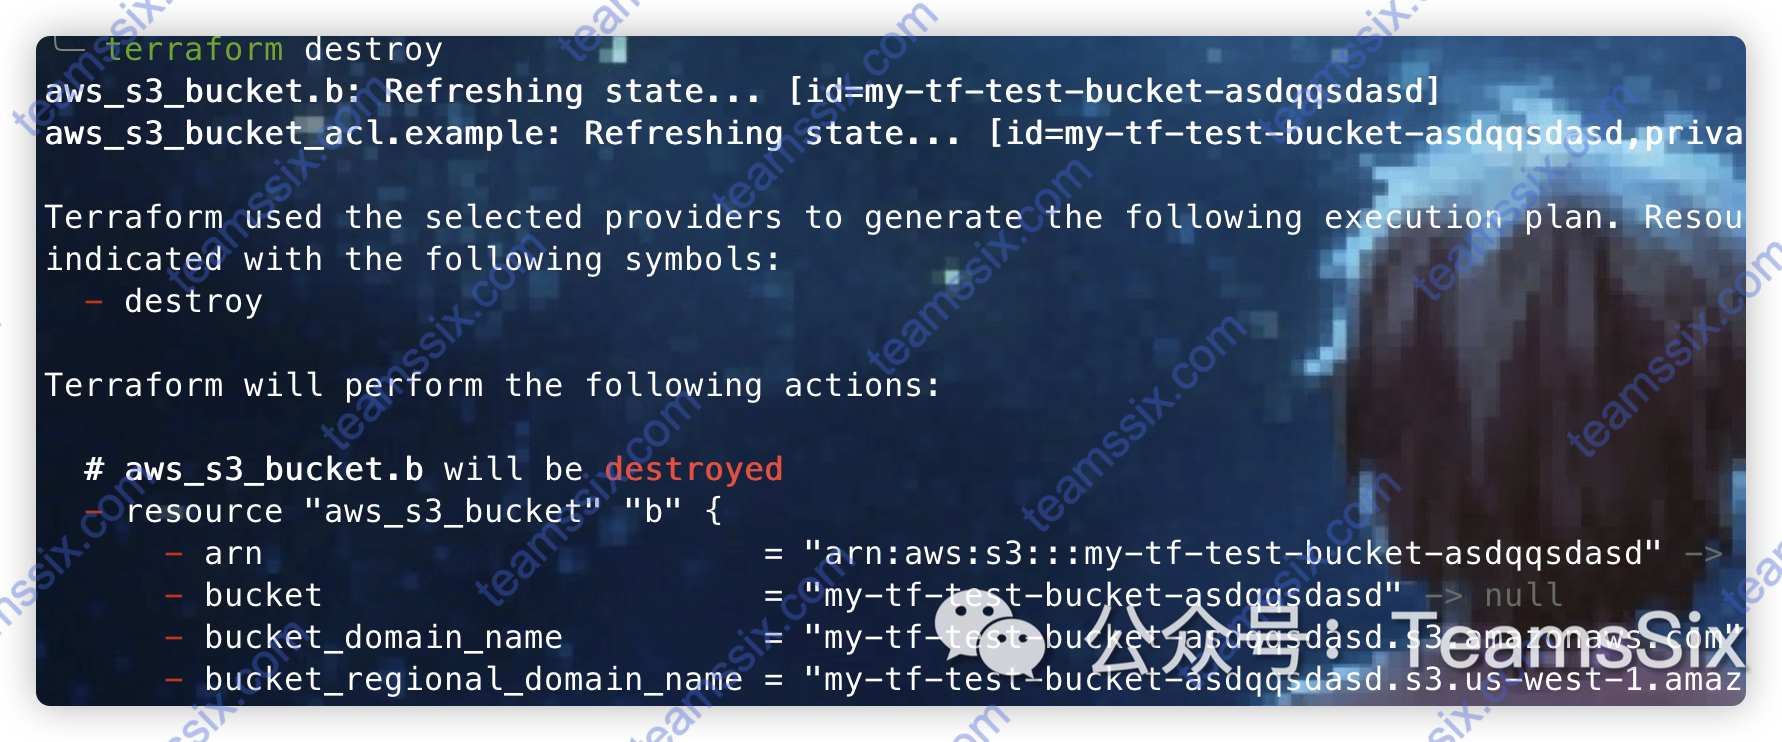 terraform destroy
aws_s3_bucket.b: Refreshing state... [id=my-tf-test-bucket-asdqqsdasd]
aws_s3_bucket_acl.example: Refreshing state... [id=my-tf-test-bucket-asdqqsdasd,priva
Terraform used the selected providers to generate the following execution plan. Resou
indicated with the following symbols:
- destroy
Terraform will perform the following actions:
# aws_s3_bucket.b will be destroyed
- resource "aws_s3_bucket" "b" {
- arn = "arn:aws:s3:::my-tf-test-bucket-asdqqsdasd" ->
- bucket = "my-tf-test-bucket-asdqqsdasd" -> null
- bucket_domain_name = "my-tf-test-bucket-asdqqsdasd.s3.amazonaws.com"
- bucket_regional_domain_name = "my-tf-test-bucket-asdqqsdasd.s3.us-west-1.amaz
公众号：TeamsSix
teamssix.com